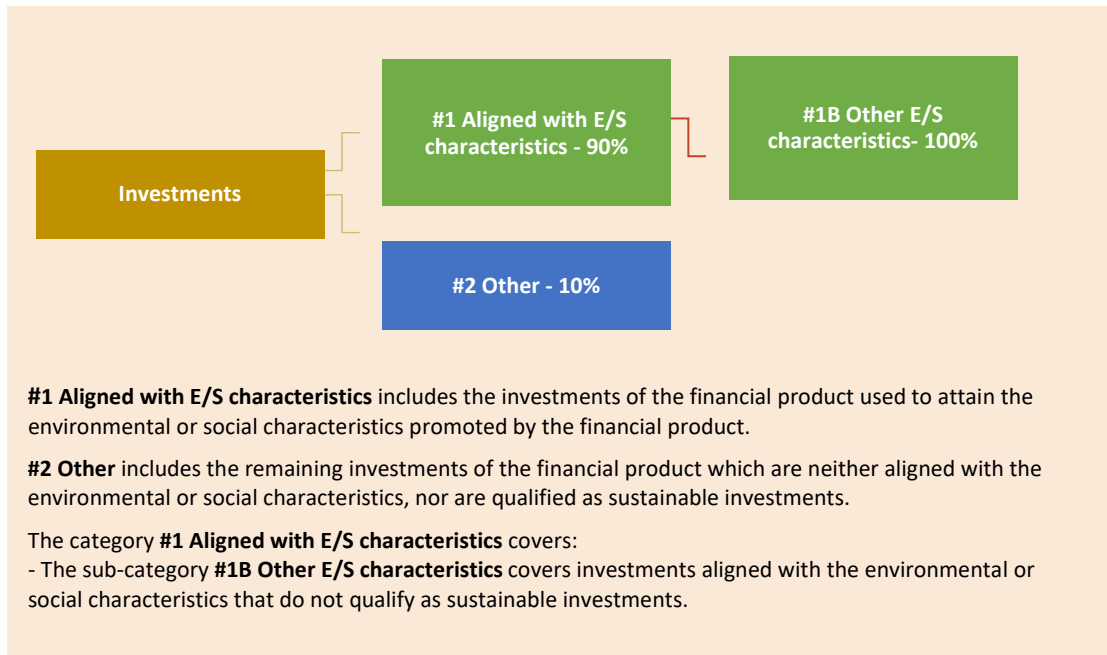 #1 Aligned with E/S
characteristics - 90%
#1B Other E/S
characteristics- 100%
Investments
#2 Other - 10%
#1 Aligned with E/S characteristics includes the investments of the financial product used to attain the
environmental or social characteristics promoted by the financial product.
#2 Other includes the remaining investments of the financial product which are neither aligned with the
environmental or social characteristics, nor are qualified as sustainable investments.
The category #1 Aligned with E/S characteristics covers:
- The sub-category #1B Other E/S characteristics covers investments aligned with the environmental or
social characteristics that do not qualify as sustainable investments.